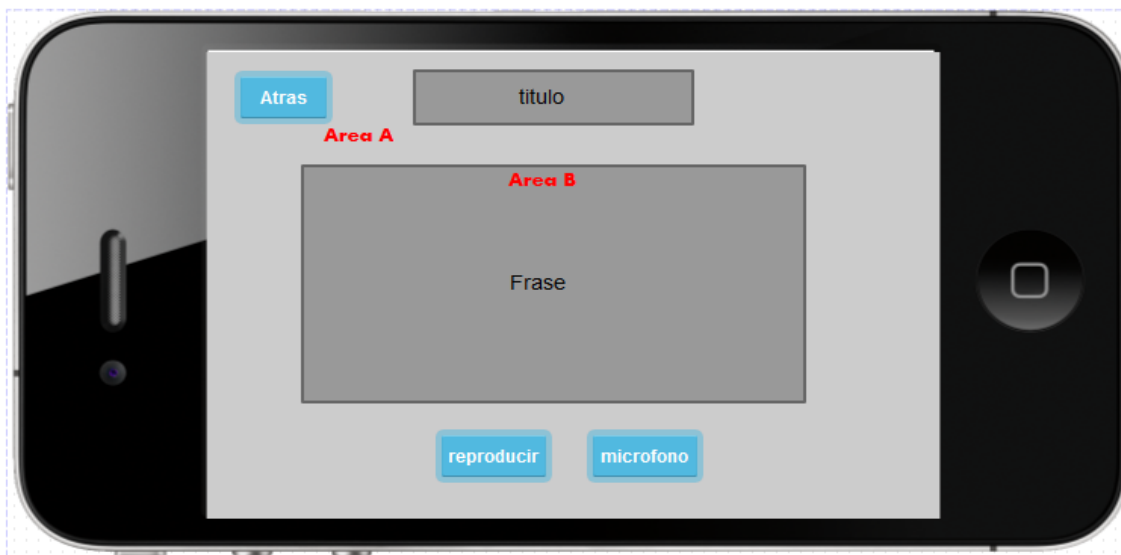 Atras
titulo
Area A
Area B
Frase
reproducir
microfono